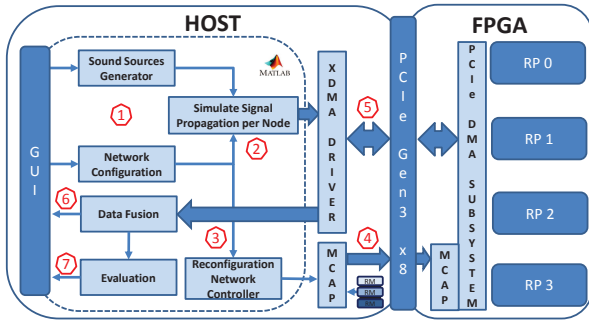 HOST
FPGA
GUI
Sound Sources
Generator
MATLAB
1
Simulate Signal
Propagation per Node
2
Network
Configuration
6
Data Fusion
3
7
Evaluation
Reconfiguration
Network
Controller
XDMA DRIVER
5
4
MCAP
RM
RM
RM
PCIe Gen3 x8
PCIe DMA SUBSYSTEM
MCAP
RP 0
RP 1
RP 2
RP 3